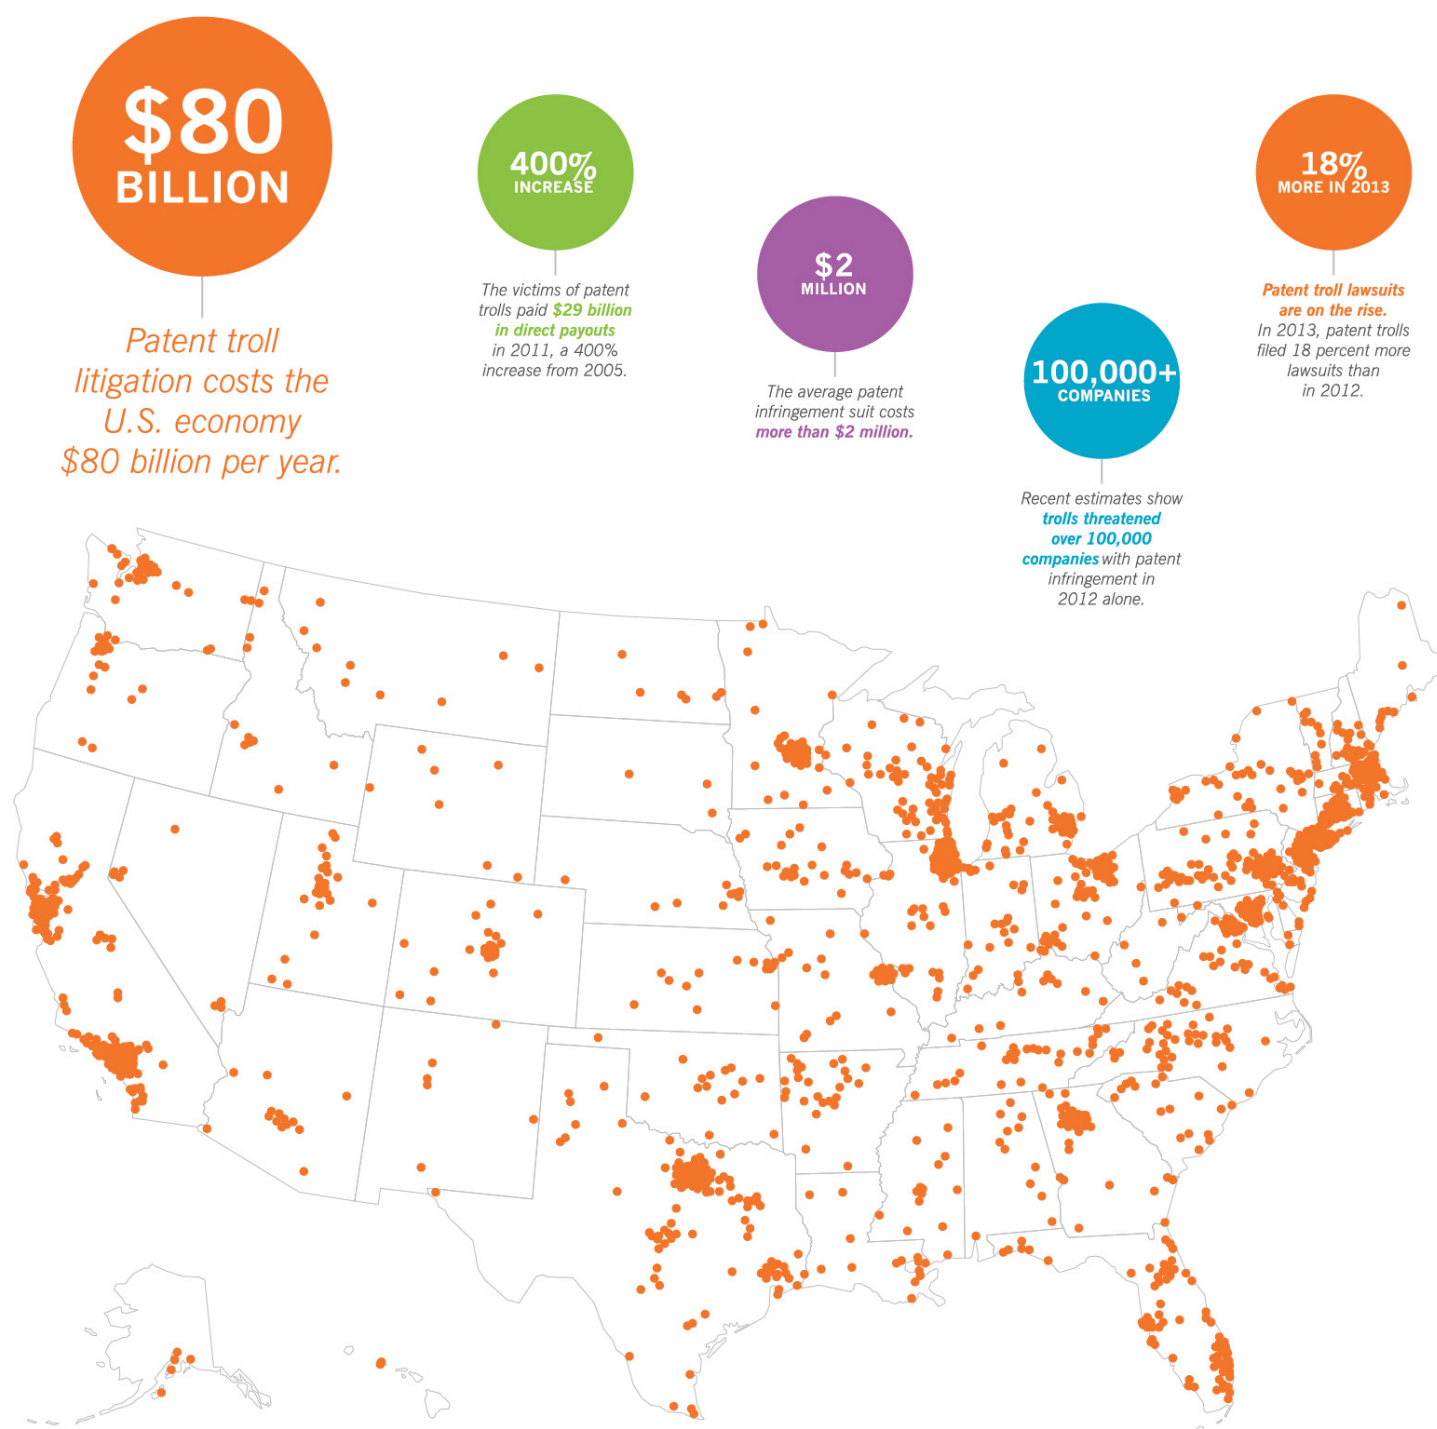 $80
BILLION
Patent troll
litigation costs the
U.S. economy
$80 billion per year.
400%
INCREASE
The victims of patent
trolls paid $29 billion
in direct payouts
in 2011, a 400%
increase from 2005.
$2
MILLION
The average patent
infringement suit costs
more than $2 million.
100,000+
COMPANIES
Recent estimates show
trolls threatened
over 100,000
companies with patent
infringement in
2012 alone.
18%
MORE IN 2013
Patent troll lawsuits
are on the rise.
In 2013, patent trolls
filed 18 percent more
lawsuits than
in 2012.